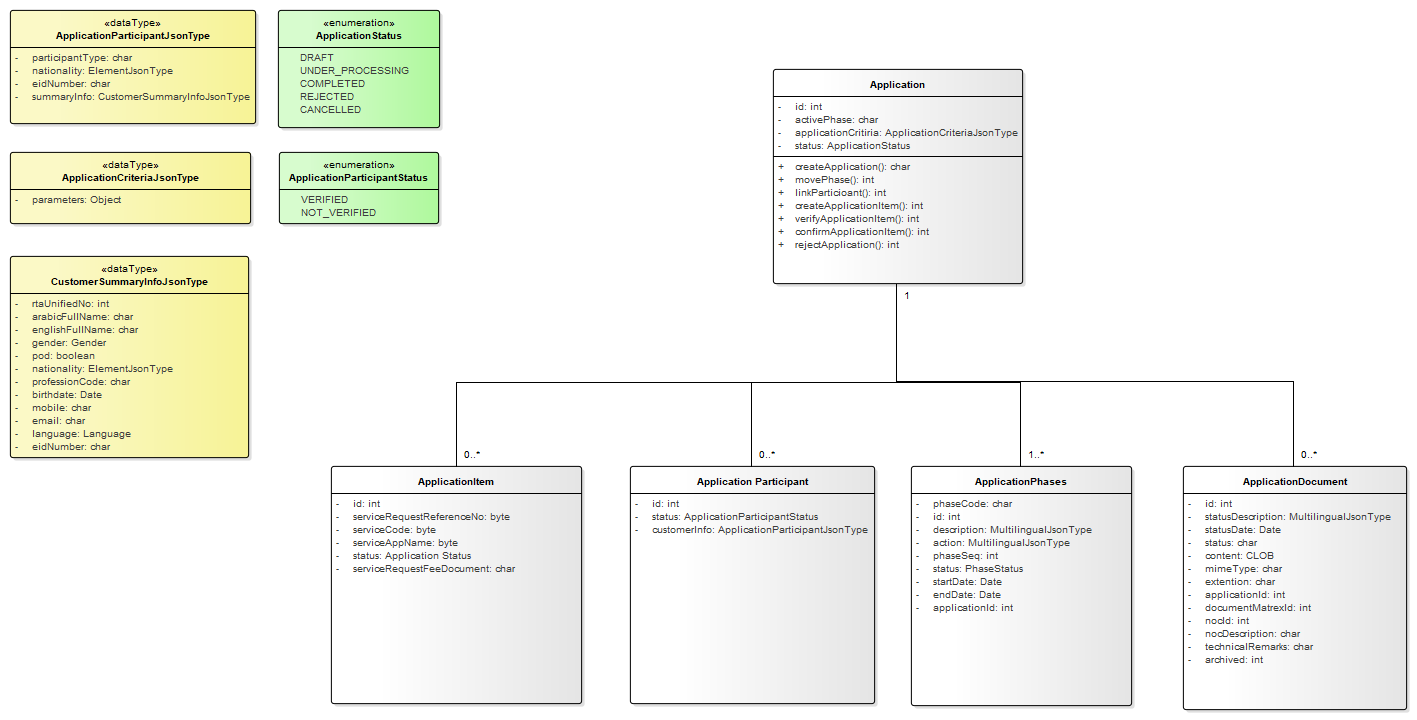 «dataType»
ApplicationParticipantJsonType
- participantType: char
- nationality: ElementJsonType
- eidNumber: char
- summaryInfo: CustomerSummaryInfoJsonType
«enumeration»
ApplicationStatus
DRAFT
UNDER_PROCESSING
COMPLETED
REJECTED
CANCELLED
«dataType»
ApplicationCriteriaJsonType
- parameters: Object
«enumeration»
ApplicationParticipantStatus
VERIFIED
NOT_VERIFIED
«dataType»
CustomerSummaryInfoJsonType
- rtaUnifiedNo: int
- arabicFullName: char
- englishFullName: char
- gender: Gender
- pod: boolean
- nationality: ElementJsonType
- professionCode: char
- birthdate: Date
- mobile: char
- email: char
- language: Language
- eidNumber: char
Application
- id: int
- activePhase: char
- applicationCritiria: ApplicationCriteriaJsonType
- status: ApplicationStatus
+ createApplication(): char
+ movePhase(): int
+ linkParticioant(): int
+ createApplicationItem(): int
+ verifyApplicationItem(): int
+ confirmApplicationItem(): int
+ rejectApplication(): int
1
0..*
0..*
1..*
0..*
ApplicationItem
- id: int
- serviceRequestReferenceNo: byte
- serviceCode: byte
- serviceAppName: byte
- status: Application Status
- serviceRequestFeeDocument: char
Application Participant
- id: int
- status: ApplicationParticipantStatus
- customerInfo: ApplicationParticipantJsonType
ApplicationPhases
- phaseCode: char
- id: int
- description: MultilingualJsonType
- action: MultilingualJsonType
- phaseSeq: int
- status: PhaseStatus
- startDate: Date
- endDate: Date
- applicationId: int
ApplicationDocument
- id: int
- statusDescription: MultilingualJsonType
- statusDate: Date
- status: char
- content: CLOB
- mimeType: char
- extention: char
- applicationId: int
- documentMatrexId: int
- nocId: int
- nocDescription: char
- technicalRemarks: char
- archived: int